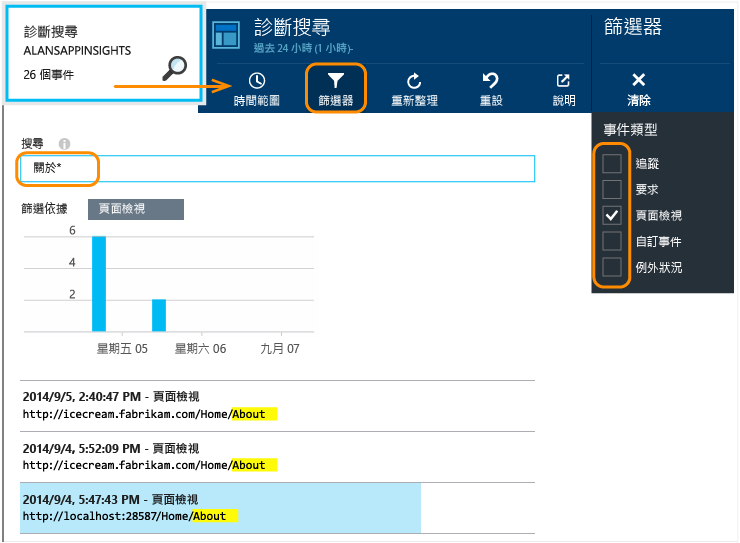 診斷搜尋
ALANSAPPINSIGHTS
26 個事件
診斷搜尋
過去 24 小時 (1 小時)-
時間範圍
篩選器
重新整理
重設
說明
篩選器
清除
事件類型
追蹤
要求
頁面檢視
自訂事件
例外狀況
搜尋
關於*
篩選依據 頁面檢視
6
4
2
星期五 05 星期六 06 九月 07
2014/9/5, 2:40:47 PM - 頁面檢視
http://icecream.fabrikam.com/Home/About
2014/9/4, 5:52:09 PM - 頁面檢視
http://icecream.fabrikam.com/Home/About
2014/9/4, 5:47:43 PM - 頁面檢視
http://localhost:28587/Home/About